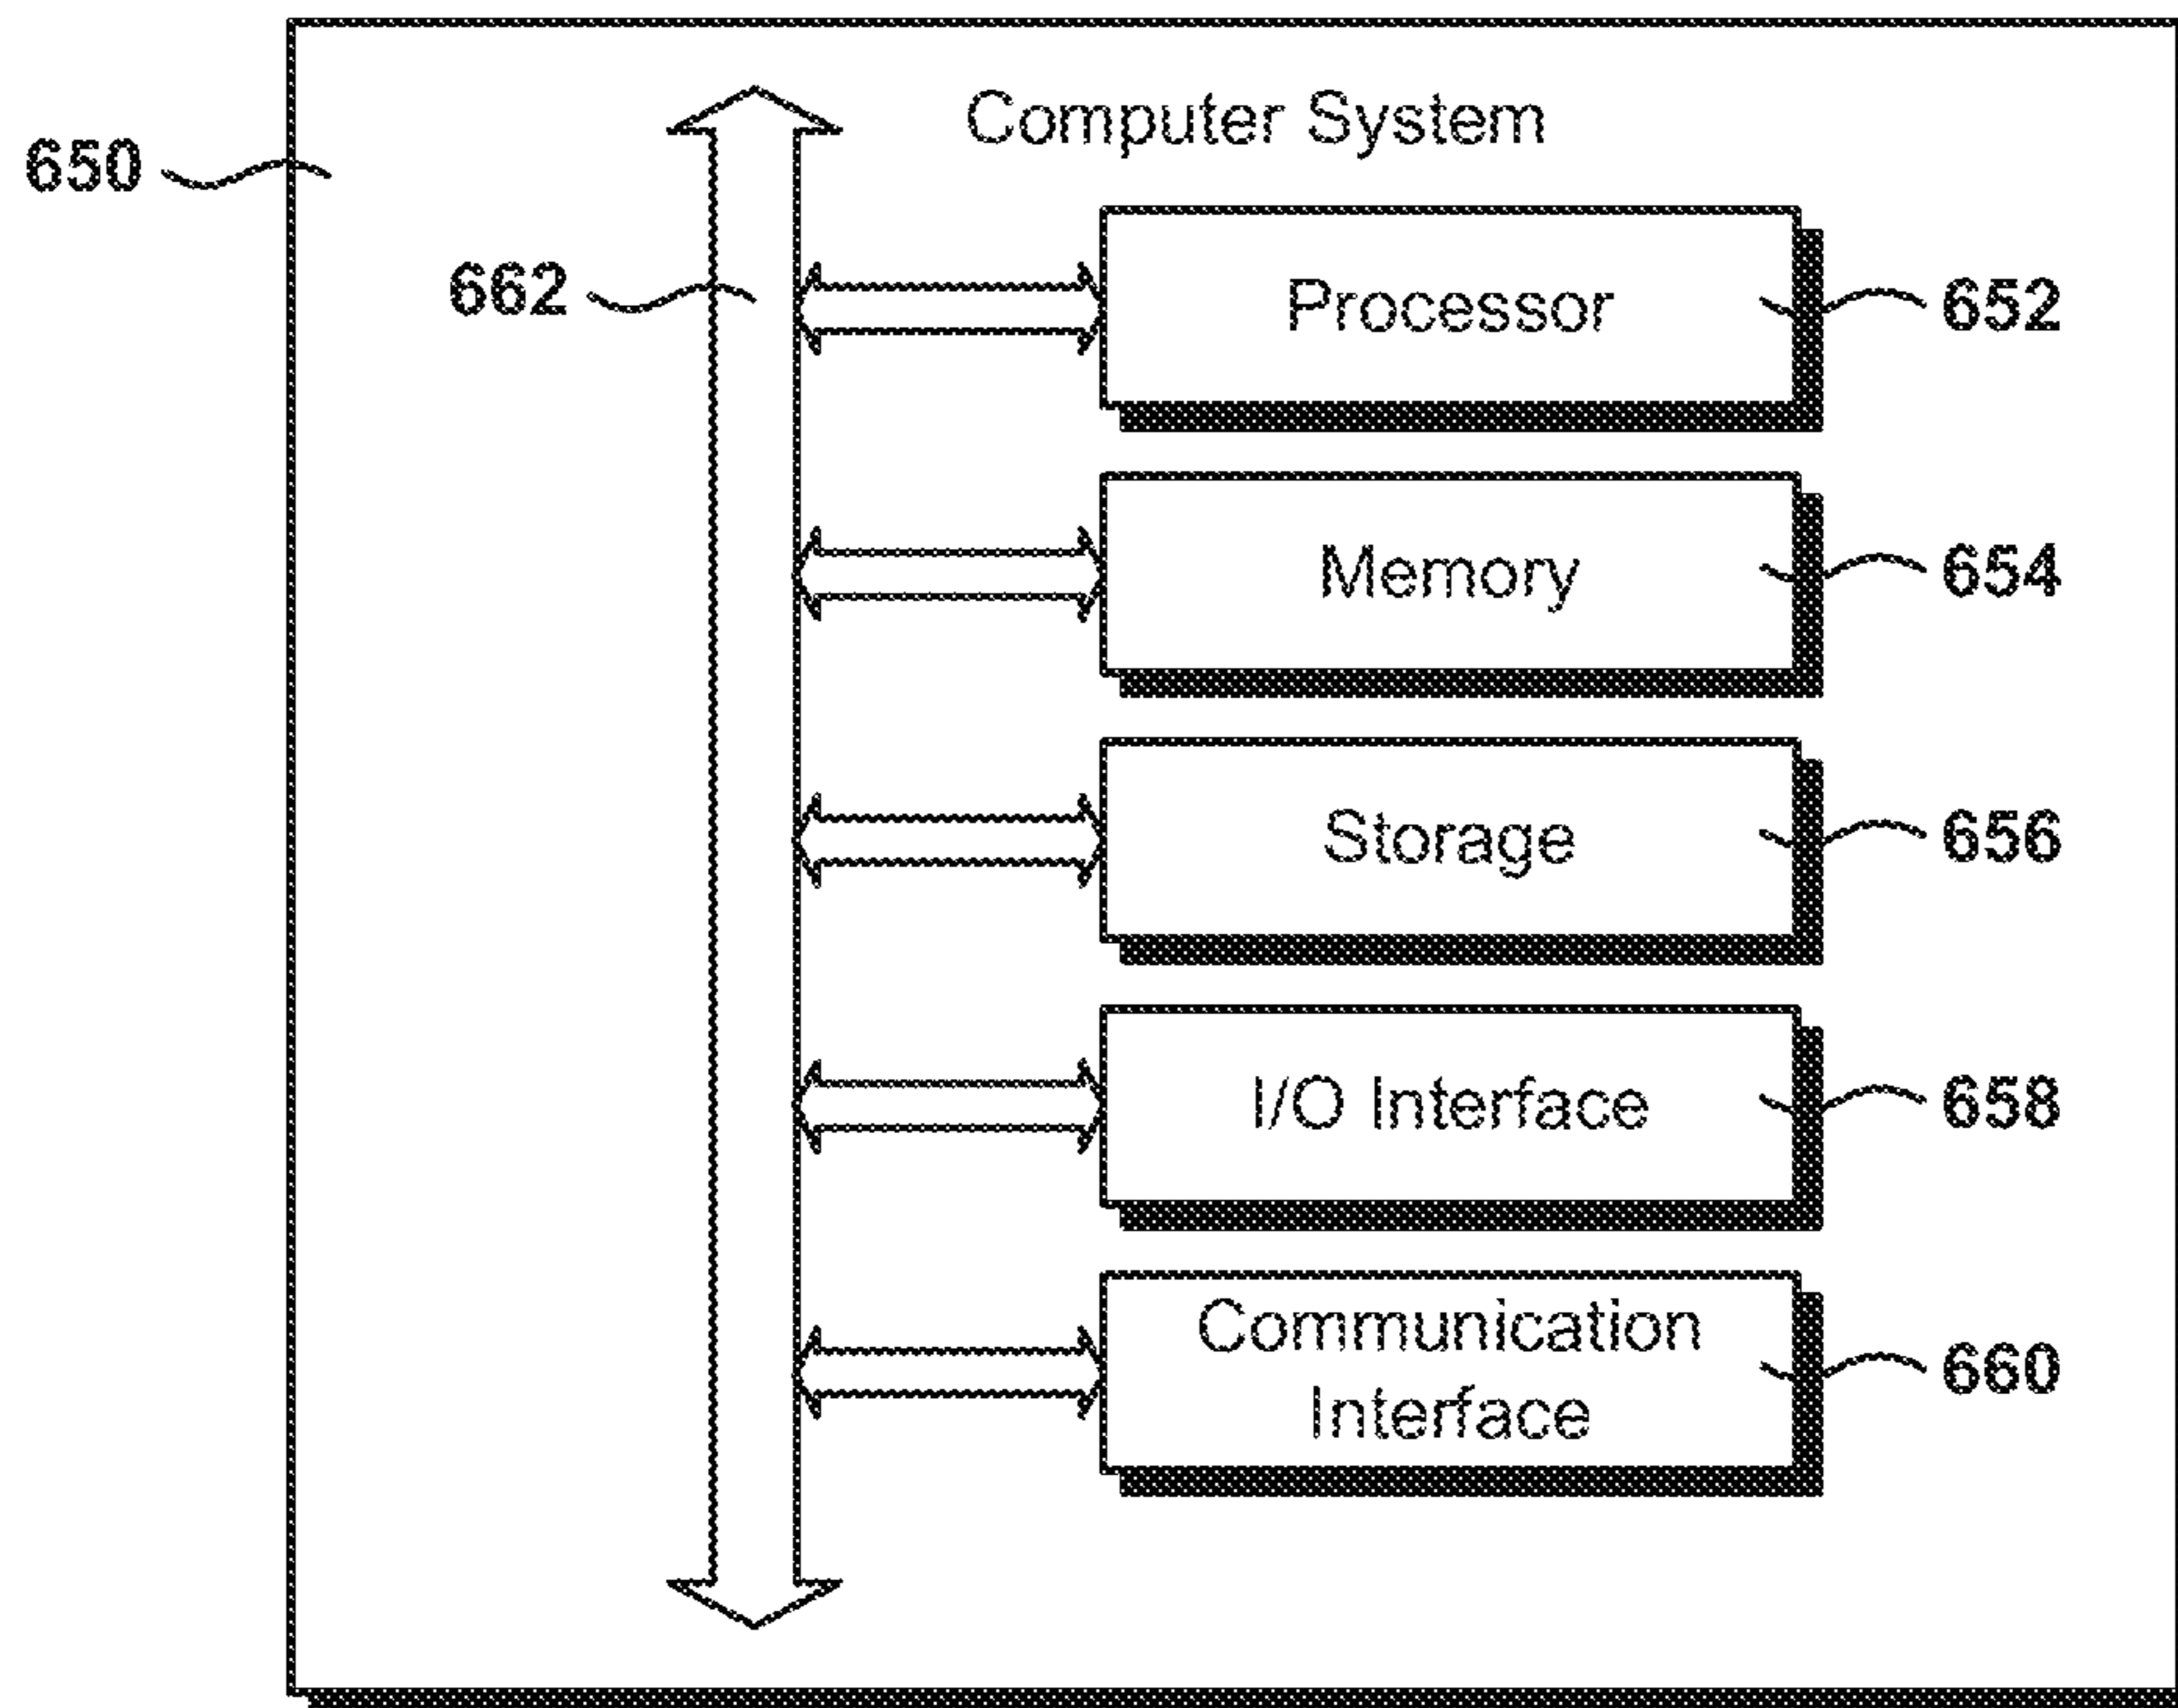 Computer System
650
662
Processor
652
Memory
654
Storage
656
I/O Interface
658
Communication
Interface
660